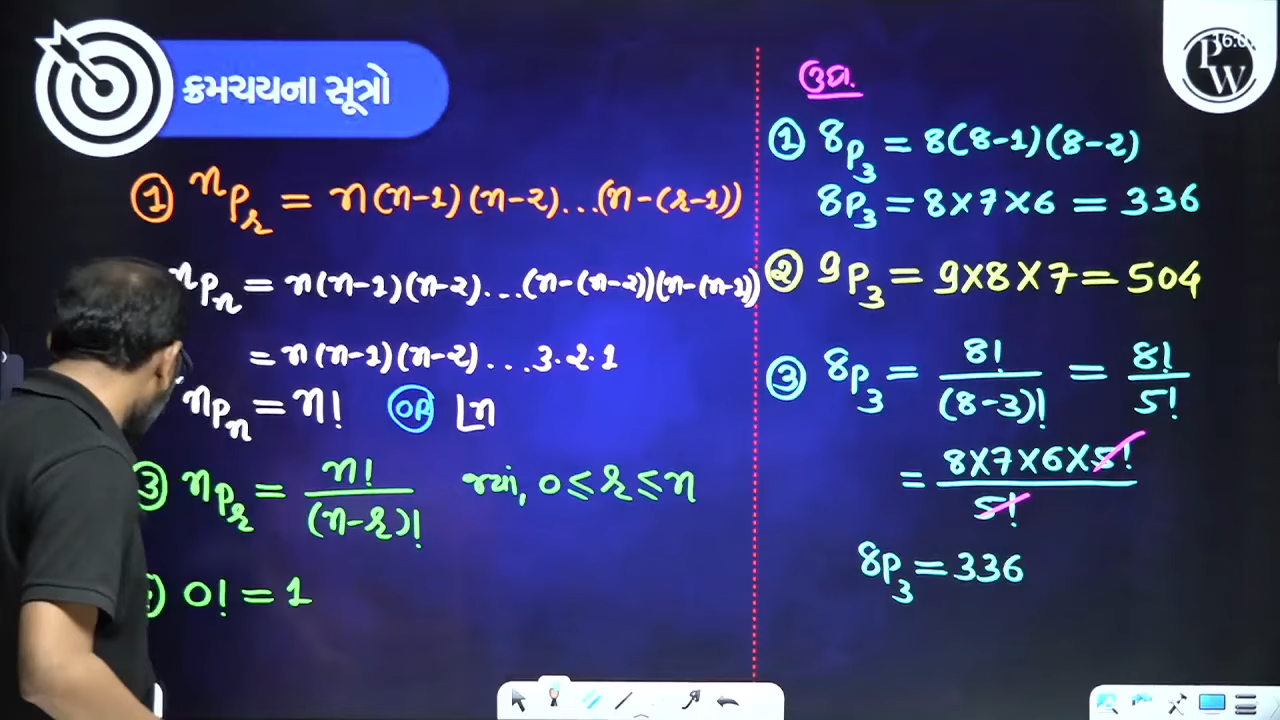 ક્રમચયના સૂત્રો
① nPr = n(n-1)(n-2)...(n-(r-1))
nPn = n(n-1)(n-2)...(n-(n-2))(n-(n-1))
= n(n-1)(n-2)...3·2·1
nPn = n! OR ⌊n
③ nPr = n!/(n-r)! જ્યાં, 0≤r≤n
0! = 1
ઉદા.
① 8P3 = 8(8-1)(8-2)
8P3 = 8×7×6 = 336
② 9P3 = 9×8×7 = 504
③ 8P3 = 8!/(8-3)! = 8!/5!
= 8×7×6×5!/5!
8P3 = 336
PW